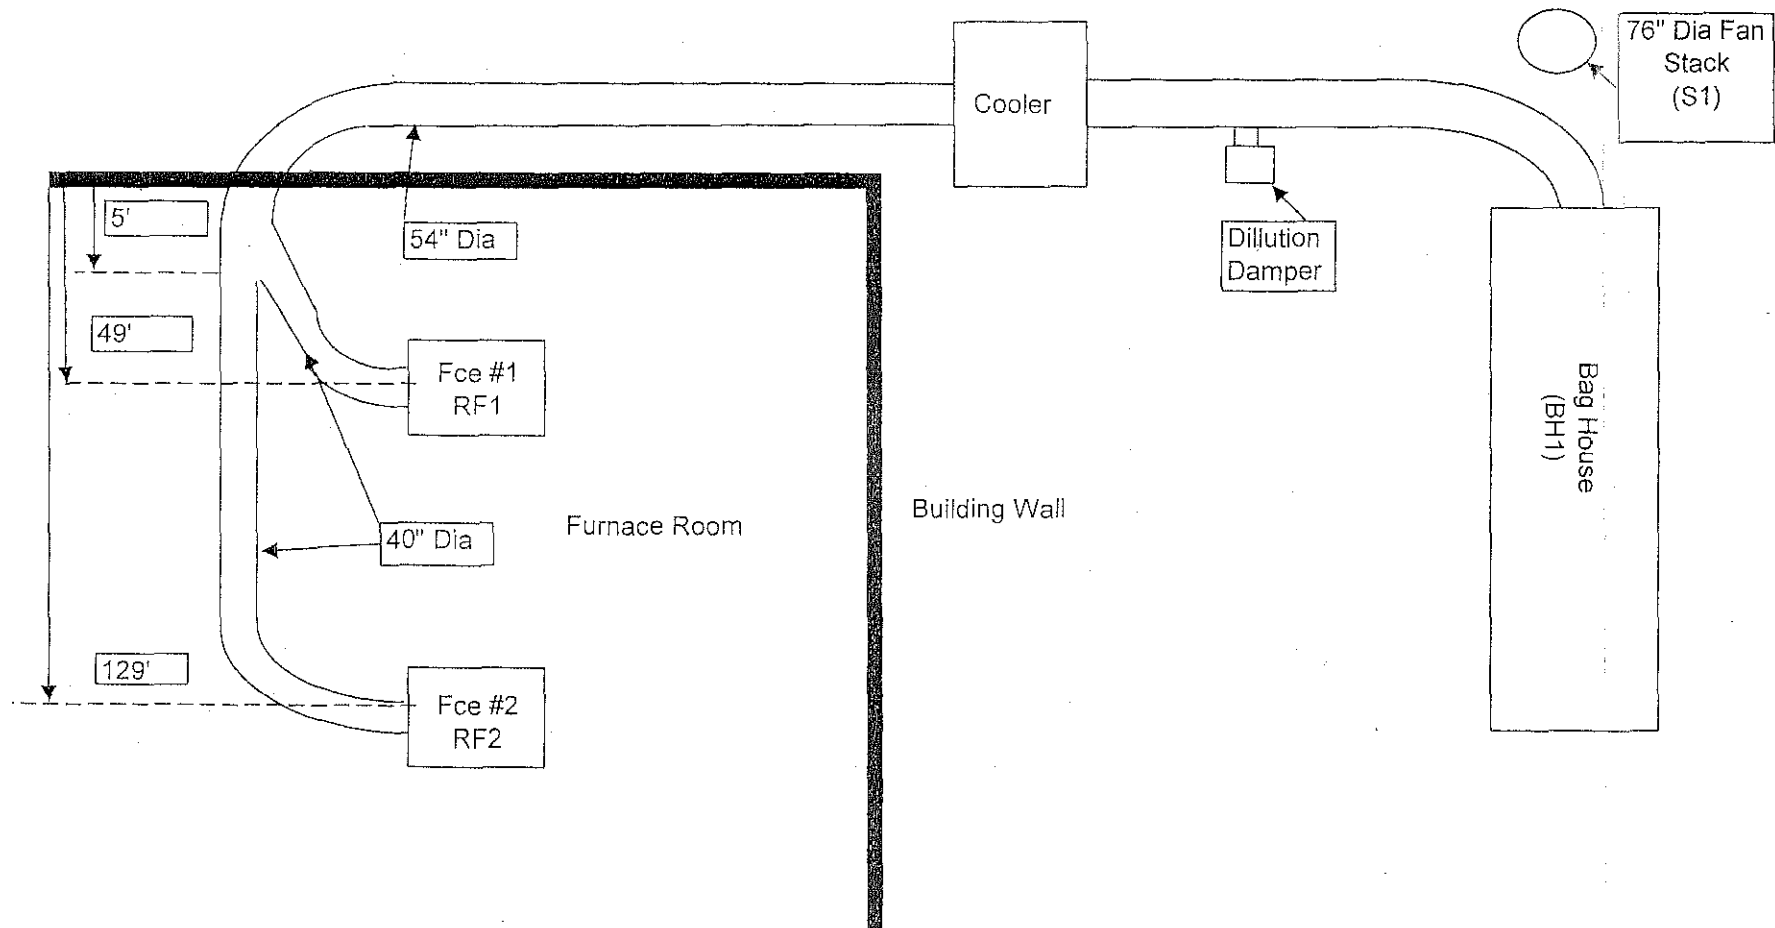 76" Dia Fan
Stack
(S1)
Cooler
5'
54" Dia
Dillution
Damper
49'
Fce #1
RF1
Bag House
(BH1)
Building Wall
Furnace Room
40" Dia
129'
Fce #2
RF2